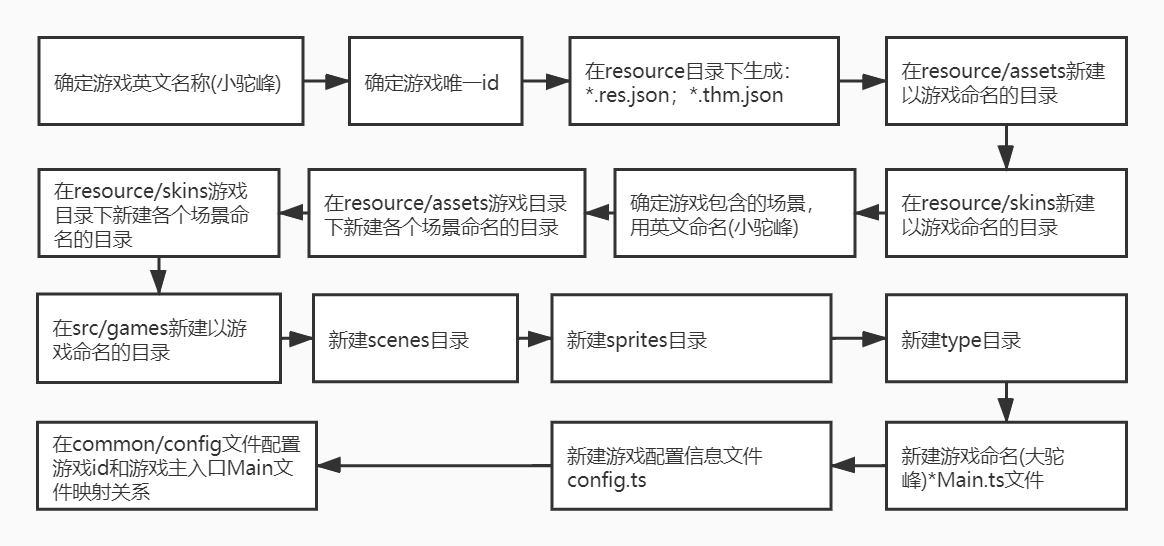 确定游戏英文名称(小驼峰)
确定游戏唯一id
在resource目录下生成：
*.res.json；*.thm.json
在resource/assets新建
以游戏命名的目录
在resource/skins新建
以游戏命名的目录
确定游戏包含的场景，
用英文命名(小驼峰)
在resource/assets游戏目录
下新建各个场景命名的目录
在resource/skins游戏
目录下新建各个场景命
名的目录
在src/games新建以游
戏命名的目录
新建scenes目录
新建sprites目录
新建type目录
新建游戏命名(大驼
峰)*Main.ts文件
新建游戏配置信息文件
config.ts
在common/config文件配置
游戏id和游戏主入口Main文
件映射关系